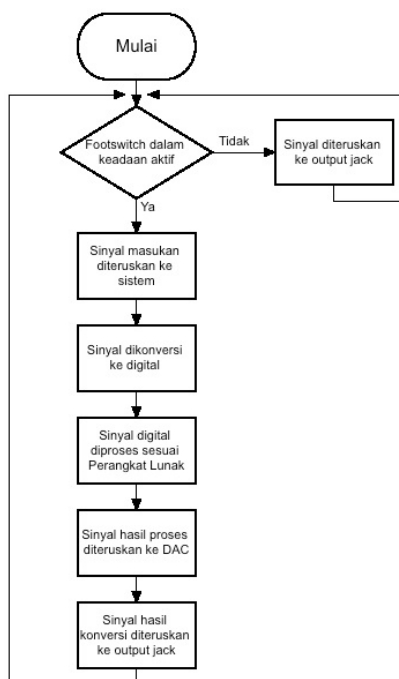 Mulai
Footswitch dalam
keadaan aktif
Tidak
Sinyal diteruskan
ke output jack
Ya
Sinyal masukan
diteruskan ke
sistem
Sinyal dikonversi
ke digital
Sinyal digital
diproses sesuai
Perangkat Lunak
Sinyal hasil proses
diteruskan ke DAC
Sinyal hasil
konversi diteruskan
ke output jack